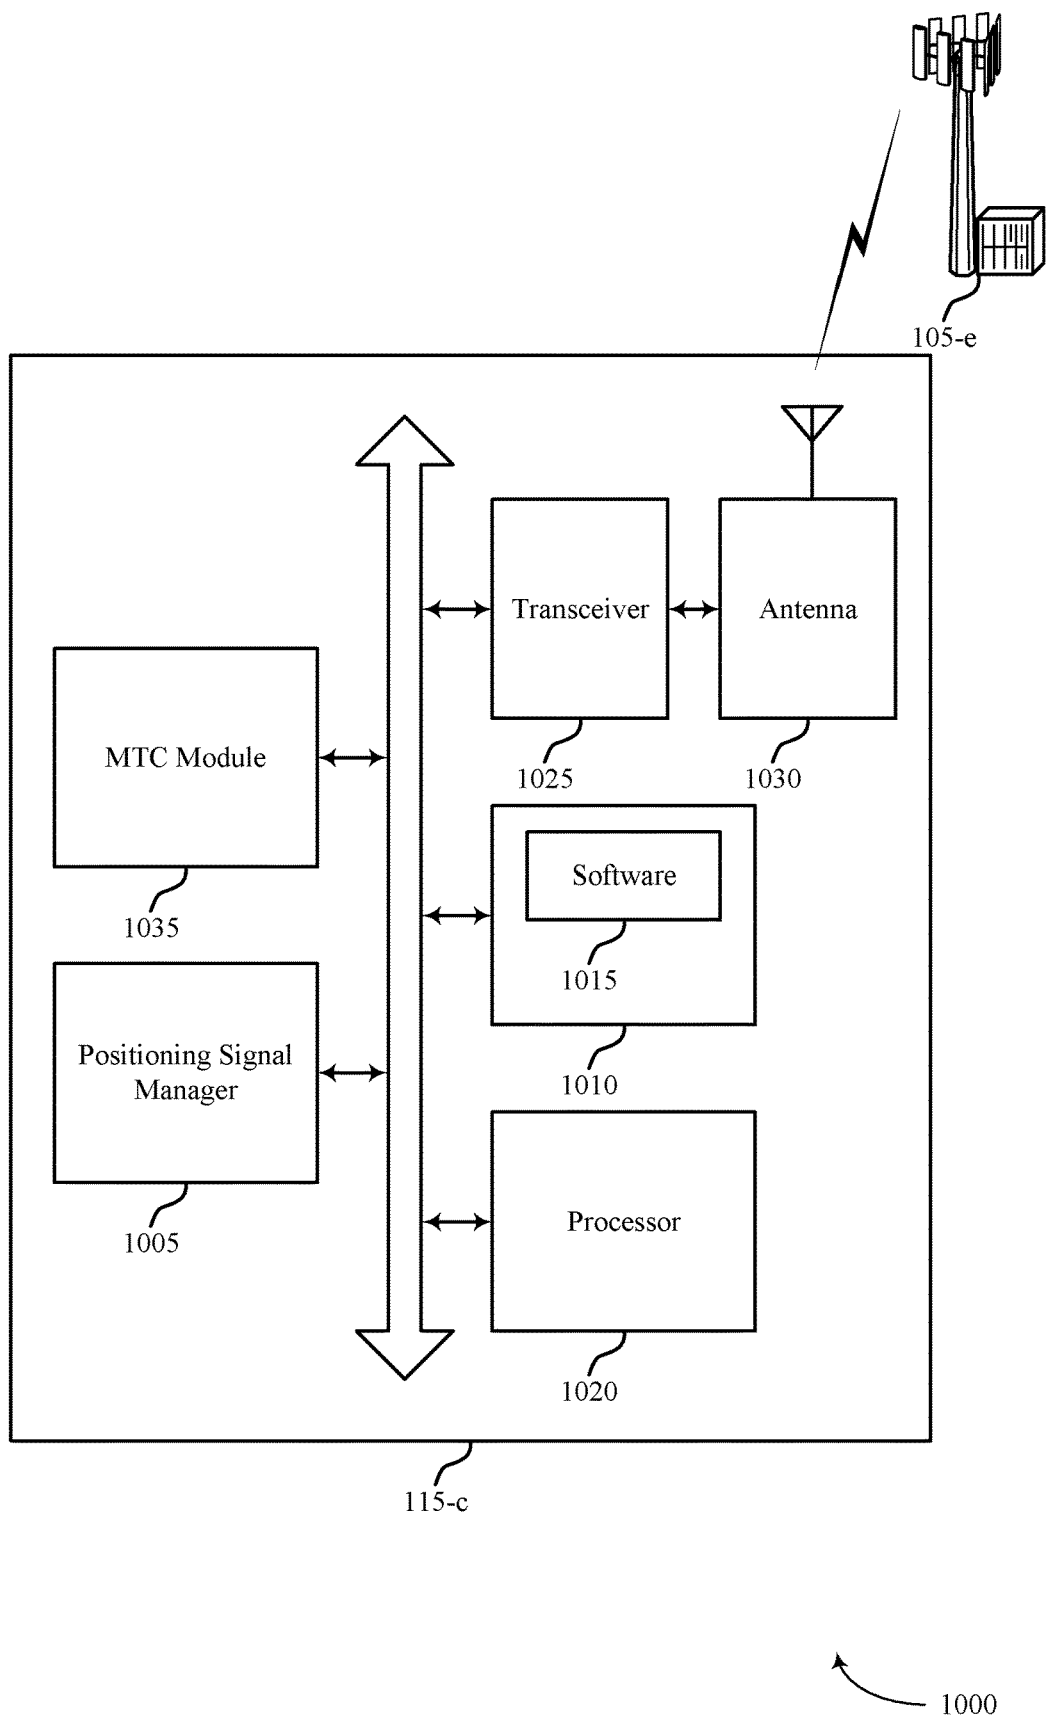 105-e
Transceiver
Antenna
1025
1030
MTC Module
1035
Software
1015
1010
Positioning Signal
Manager
1005
Processor
1020
115-c
1000